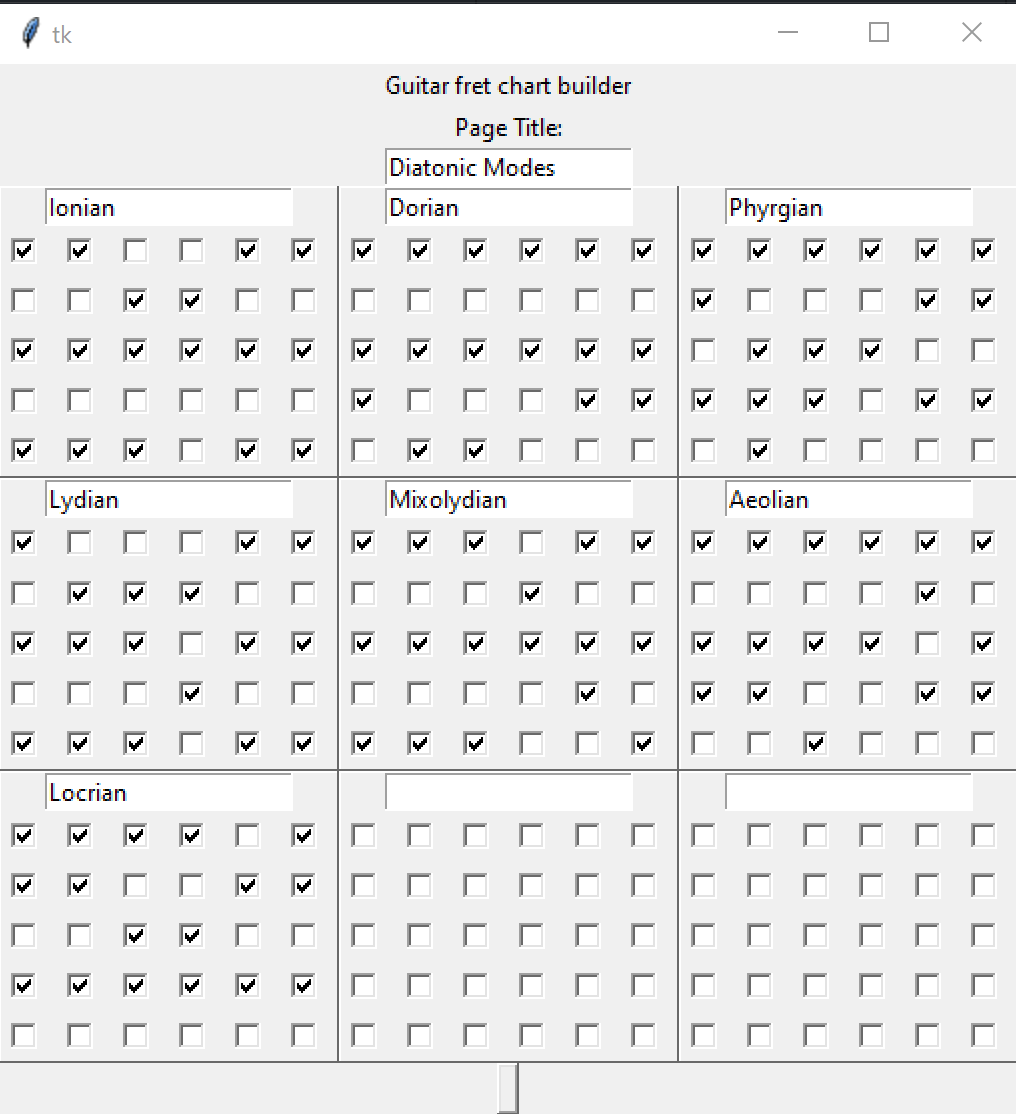 tk
Guitar fret chart builder
Page Title:
Diatonic Modes
Ionian
Dorian
Phyrgian
Lydian
Mixolydian
Aeolian
Locrian